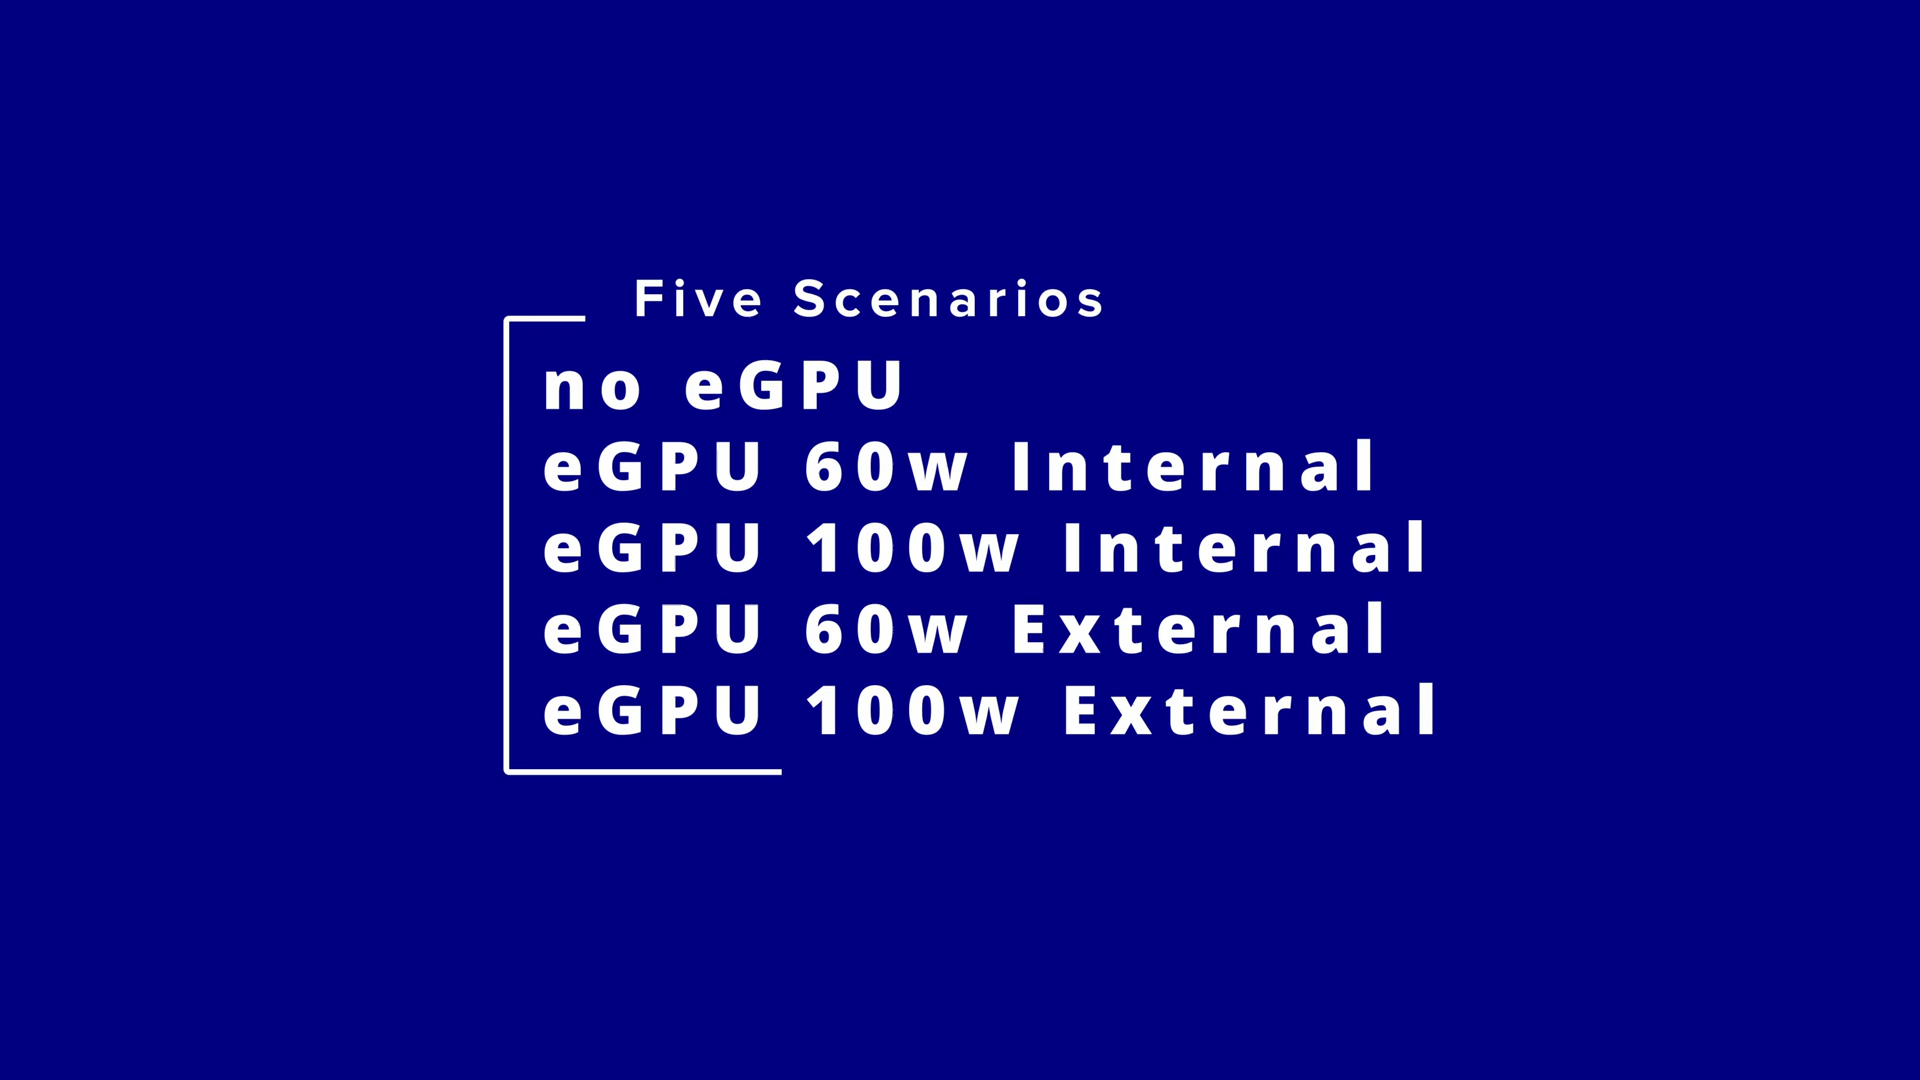 Five Scenarios
no eGPU
eGPU 60w Internal
eGPU 100w Internal
eGPU 60w External
eGPU 100w External